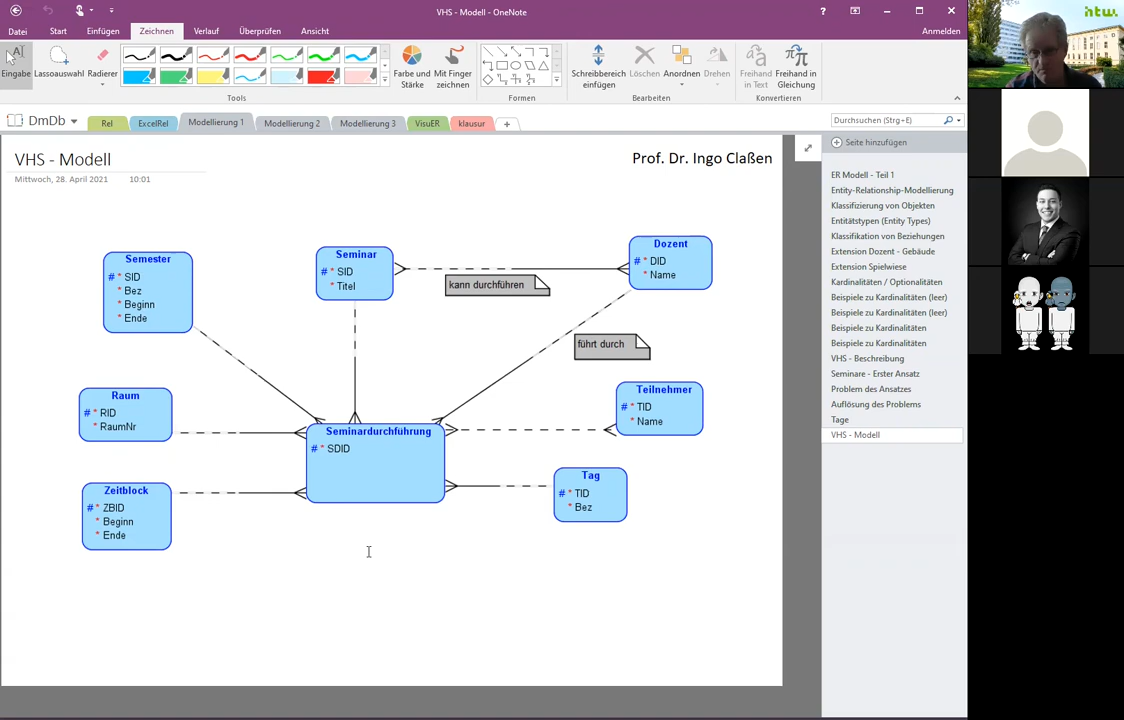 VHS - Modell - OneNote
?
htw.
Datei Start Einfügen Zeichnen Verlauf Überprüfen Ansicht
Anmelden
Eingabe Lassoauswahl Radierer
Farbe und Stärke
Mit Finger zeichnen
Schreibbereich einfügen
Löschen Anordnen Drehen
Freihand in Text
Freihand in Gleichung
Tools Formen Bearbeiten Konvertieren
DmDb Rel ExcelRel Modellierung 1 Modellierung 2 Modellierung 3 VisuER klausur +
Durchsuchen (Strg+E)
VHS - Modell
Prof. Dr. Ingo Claßen
Mittwoch, 28. April 2021 10:01
Semester
# * SID
* Bez
* Beginn
* Ende
Seminar
# * SID
* Titel
kann durchführen
Dozent
# * DID
* Name
führt durch
Raum
# * RID
* RaumNr
Teilnehmer
# * TID
* Name
Seminardurchführung
# * SDID
Zeitblock
# * ZBID
* Beginn
* Ende
Tag
# * TID
* Bez
Seite hinzufügen
ER Modell - Teil 1
Entity-Relationship-Modellierung
Klassifizierung von Objekten
Entitätstypen (Entity Types)
Klassifikation von Beziehungen
Extension Dozent - Gebäude
Extension Spielwiese
Kardinalitäten / Optionalitäten
Beispiele zu Kardinalitäten (leer)
Beispiele zu Kardinalitäten (leer)
Beispiele zu Kardinalitäten
Beispiele zu Kardinalitäten
VHS - Beschreibung
Seminare - Erster Ansatz
Problem des Ansatzes
Auflösung des Problems
Tage
VHS - Modell